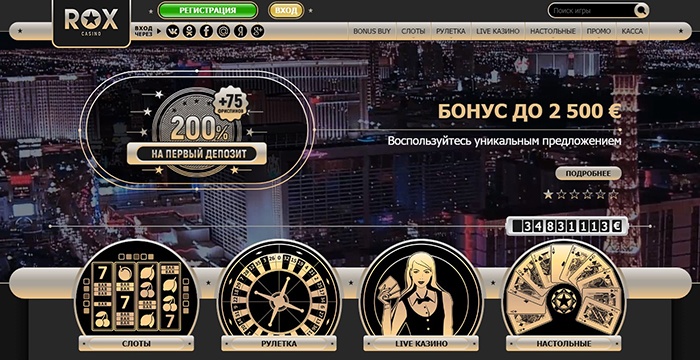 ROX
CASINO
РЕГИСТРАЦИЯ
ВХОД
ВХОД
ЧЕРЕЗ
Поиск игры
BONUS BUY
СЛОТЫ
РУЛЕТКА
LIVE КАЗИНО
НАСТОЛЬНЫЕ
ПРОМО
КАССА
+75
ФРИСПИНОВ
200%
НА ПЕРВЫЙ ДЕПОЗИТ
БОНУС ДО 2 500 €
Воспользуйтесь уникальным предложением
ПОДРОБНЕЕ
34831113€
СЛОТЫ
РУЛЕТКА
LIVE КАЗИНО
НАСТОЛЬНЫЕ